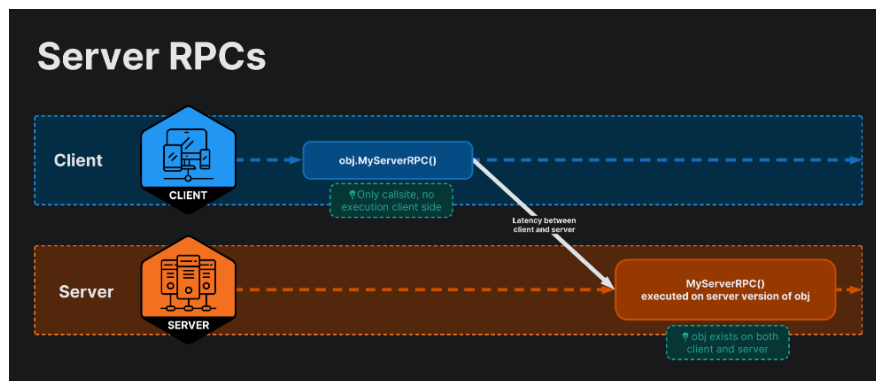 Server RPCs
Client
CLIENT
obj.MyServerRPC()
Only callsite, no
execution client side
Latency between
client and server
Server
SERVER
MyServerRPC()
executed on server version of obj
obj exists on both
client and server